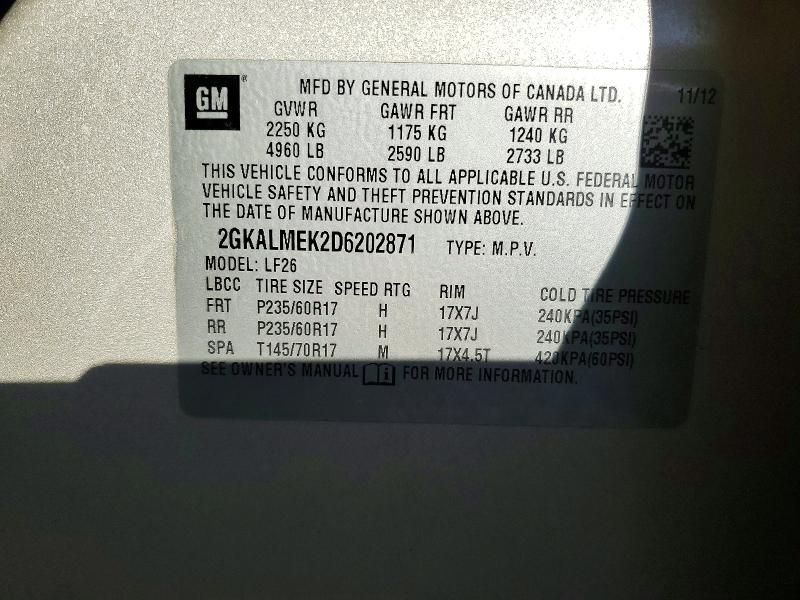 GM ®
MFD BY GENERAL MOTORS OF CANADA LTD. 11/12
GVWR GAWR FRT GAWR RR
2250 KG 1175 KG 1240 KG
4960 LB 2590 LB 2733 LB
THIS VEHICLE CONFORMS TO ALL APPLICABLE U.S. FEDERAL MOTOR
VEHICLE SAFETY AND THEFT PREVENTION STANDARDS IN EFFECT ON
THE DATE OF MANUFACTURE SHOWN ABOVE.
2GKALMEK2D6202871 TYPE: M.P.V.
MODEL: LF26
LBCC TIRE SIZE SPEED RTG RIM COLD TIRE PRESSURE
FRT P235/60R17 H 17X7J 240KPA(35PSI)
RR P235/60R17 H 17X7J 240KPA(35PSI)
SPA T145/70R17 M 17X4.5T 420KPA(60PSI)
SEE OWNER'S MANUAL FOR MORE INFORMATION.